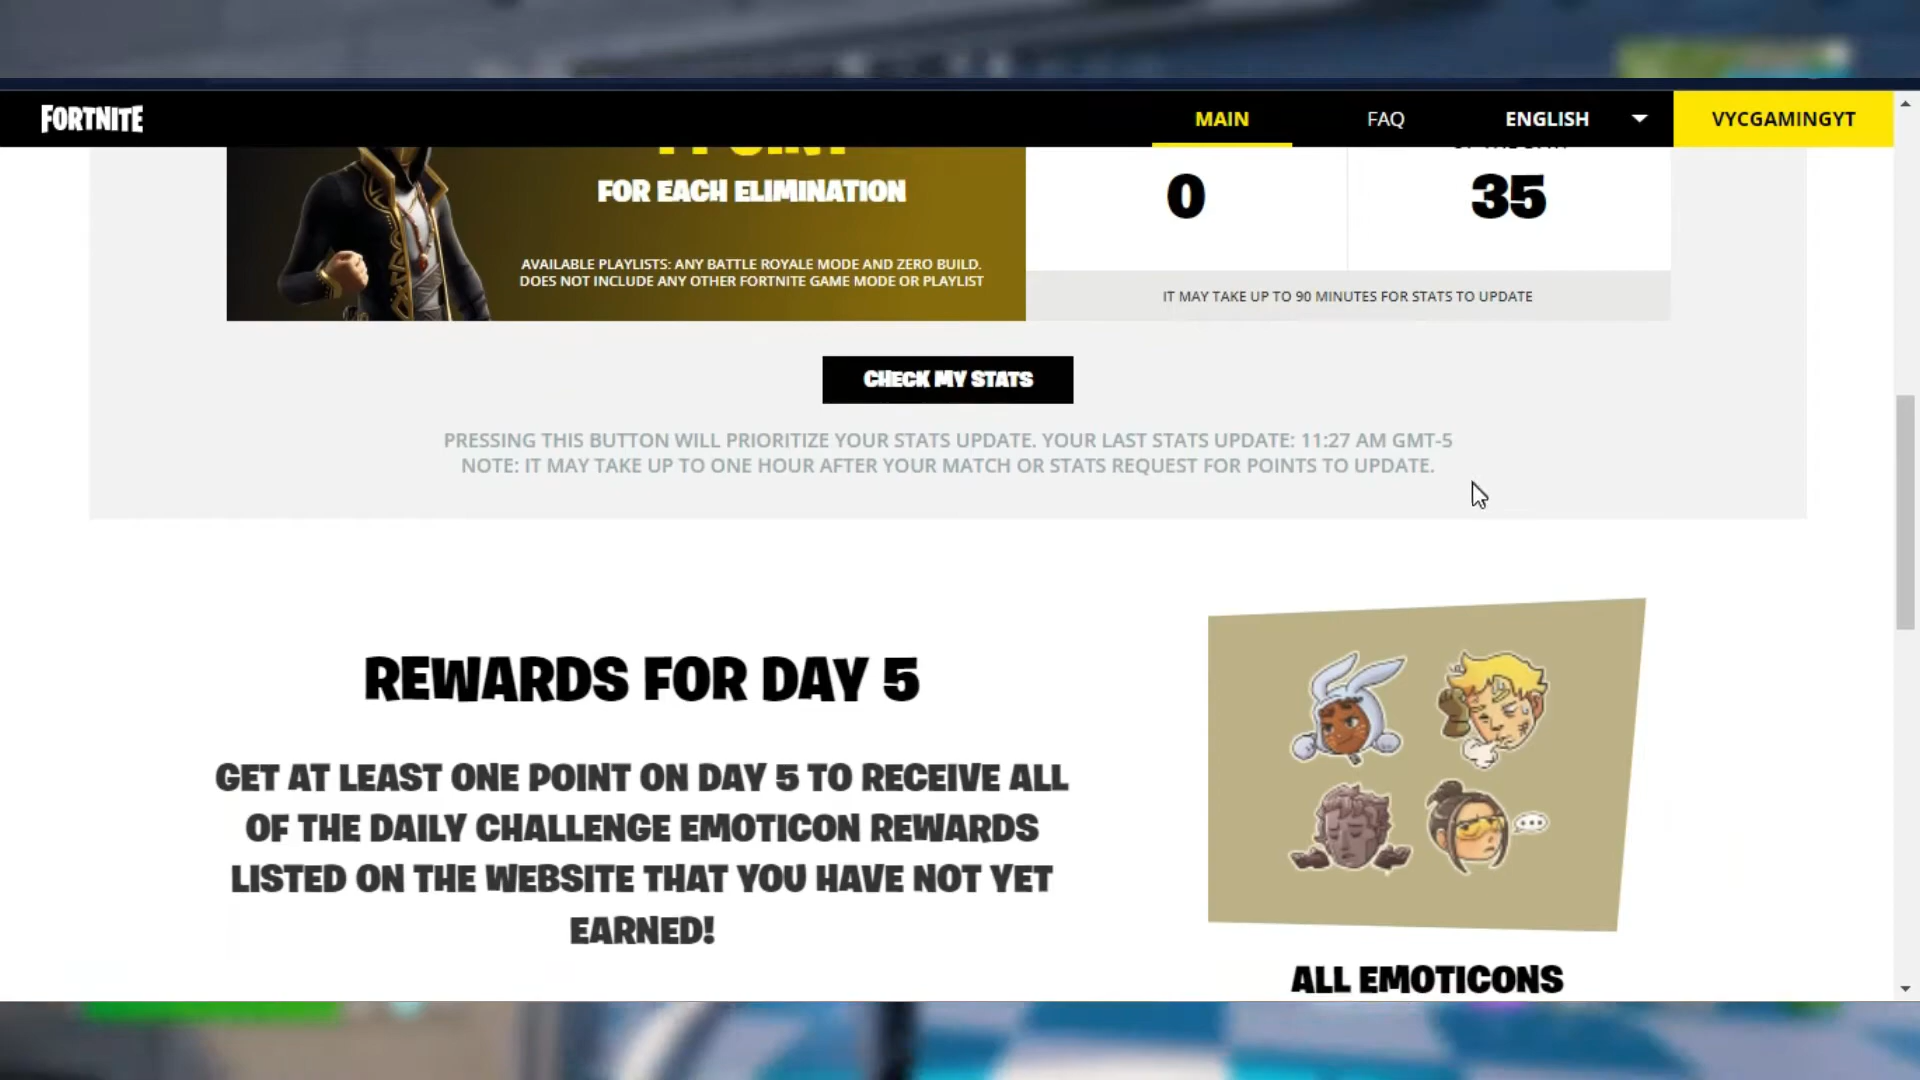 FORTNITE
MAIN
FAQ
ENGLISH
VYCGAMINGYT
1 POINT
FOR EACH ELIMINATION
AVAILABLE PLAYLISTS: ANY BATTLE ROYALE MODE AND ZERO BUILD.
DOES NOT INCLUDE ANY OTHER FORTNITE GAME MODE OR PLAYLIST
0
35
IT MAY TAKE UP TO 90 MINUTES FOR STATS TO UPDATE
CHECK MY STATS
PRESSING THIS BUTTON WILL PRIORITIZE YOUR STATS UPDATE. YOUR LAST STATS UPDATE: 11:27 AM GMT-5
NOTE: IT MAY TAKE UP TO ONE HOUR AFTER YOUR MATCH OR STATS REQUEST FOR POINTS TO UPDATE.
REWARDS FOR DAY 5
GET AT LEAST ONE POINT ON DAY 5 TO RECEIVE ALL
OF THE DAILY CHALLENGE EMOTICON REWARDS
LISTED ON THE WEBSITE THAT YOU HAVE NOT YET
EARNED!
ALL EMOTICONS